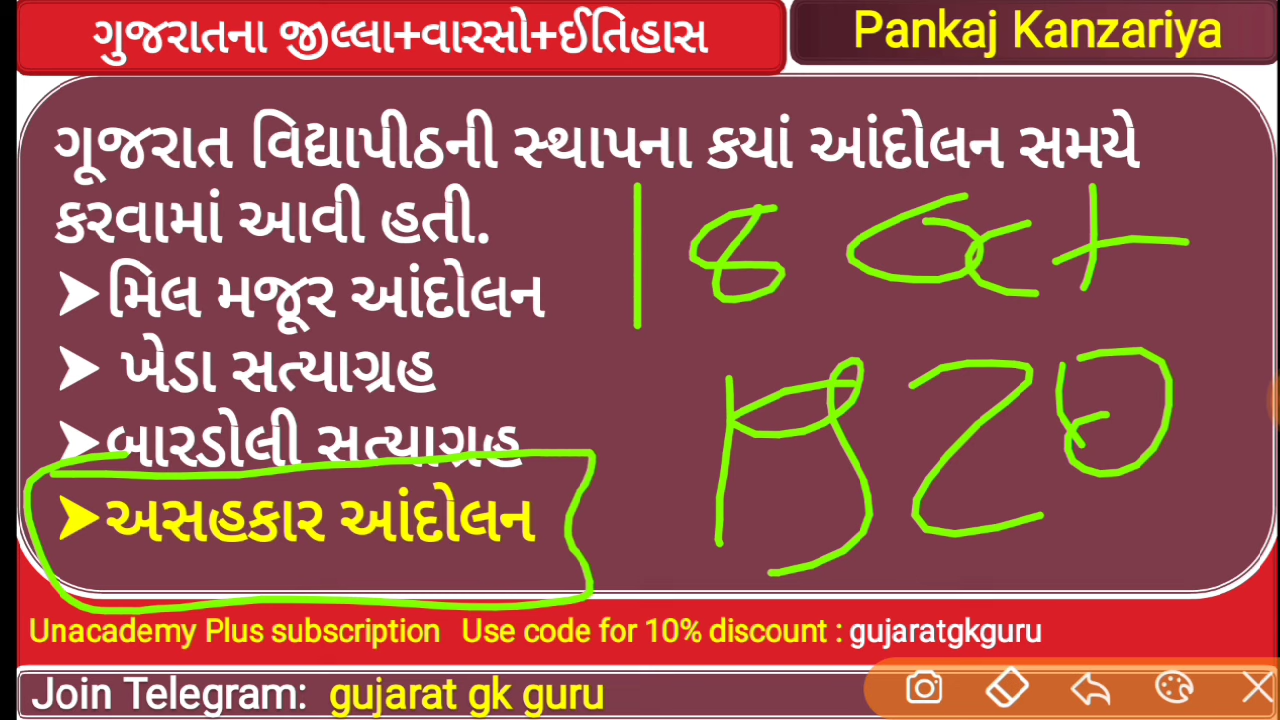 ગુજરાતના જીલ્લા+વારસો+ઈતિહાસ
Pankaj Kanzariya
ગૂજરાત વિદ્યાપીઠની સ્થાપના ક્યાં આંદોલન સમયે
કરવામાં આવી હતી.
➤મિલ મજૂર આંદોલન
➤ ખેડા સત્યાગ્રહ
➤બારડોલી સત્યાગ્રહ
➤અસહકાર આંદોલન
18 Oct
1920
Unacademy Plus subscription Use code for 10% discount : gujaratgkguru
Join Telegram: gujarat gk guru